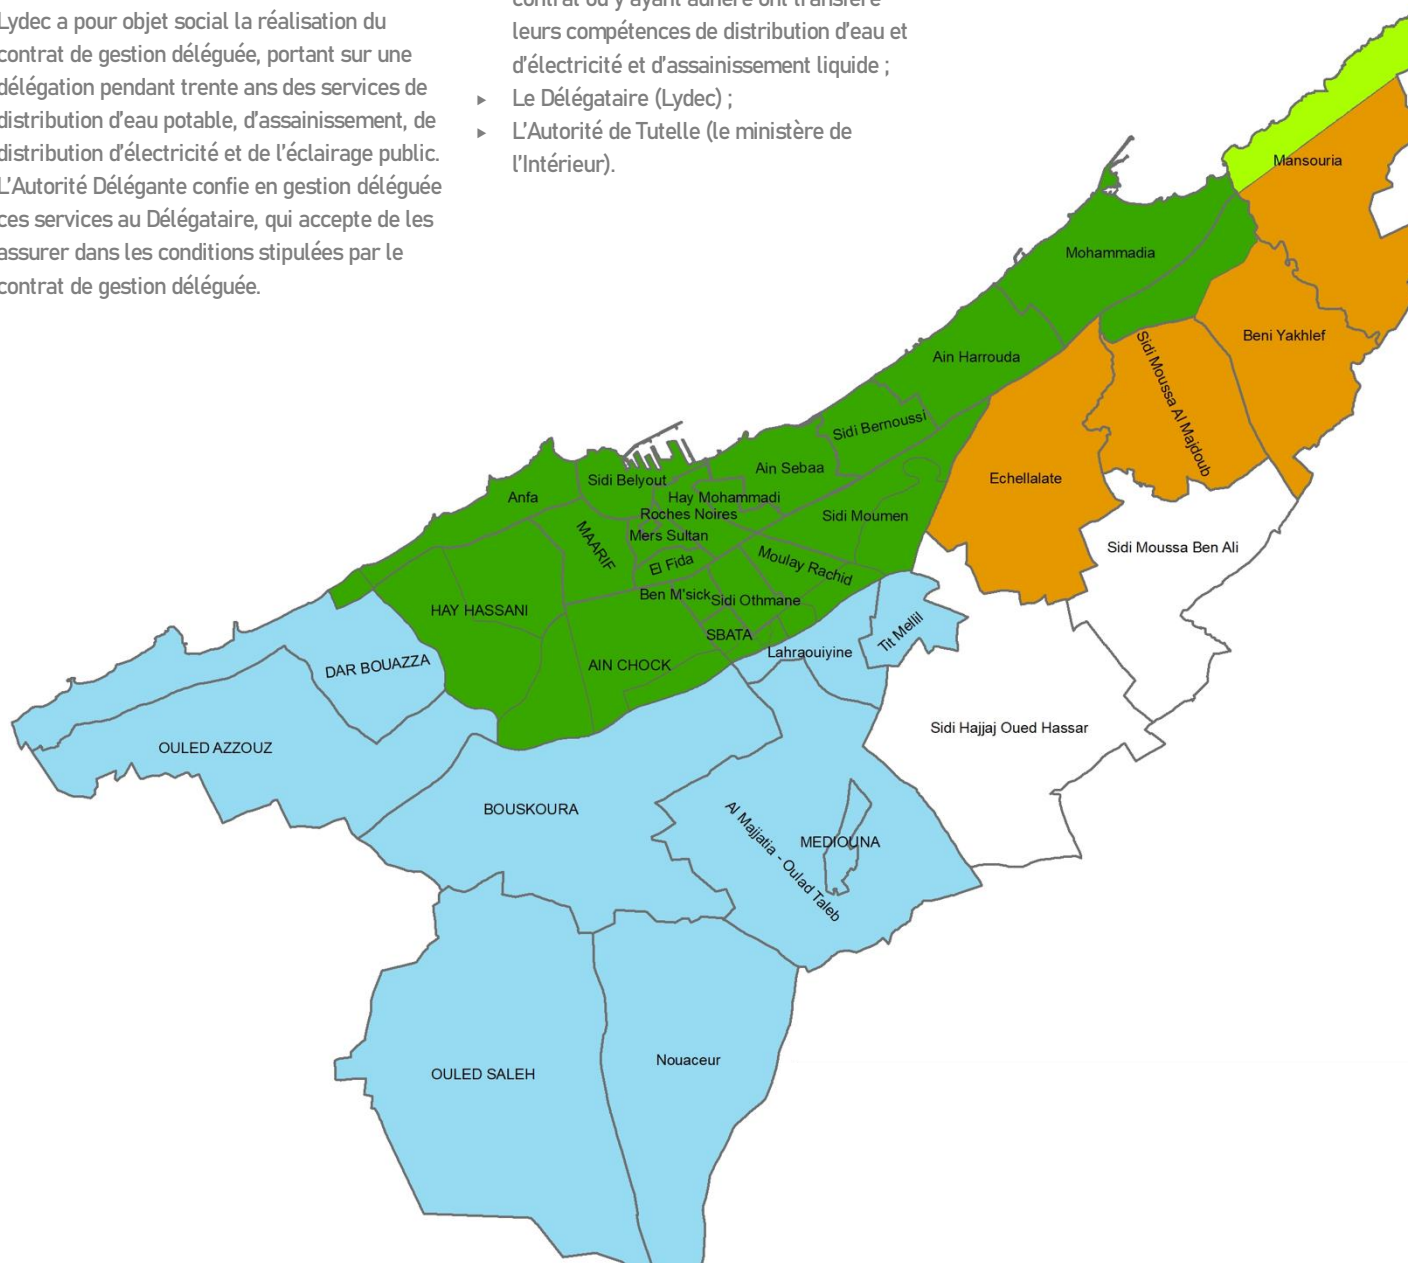 Lydec a pour objet social la réalisation du
contrat de gestion déléguée, portant sur une
délégation pendant trente ans des services de
distribution d'eau potable, d'assainissement, de
distribution d'électricité et de l'éclairage public.
L'Autorité Délégante confie en gestion déléguée
ces services au Délégataire, qui accepte de les
assurer dans les conditions stipulées par le
contrat de gestion déléguée.
contrat ou y ayant adhéré ont transféré
leurs compétences de distribution d'eau et
d'électricité et d'assainissement liquide ;
▸ Le Délégataire (Lydec) ;
▸ L'Autorité de Tutelle (le ministère de
l'Intérieur).
Mansouria
Mohammadia
Beni Yakhlef
Ain Harrouda
Sidi Moussa Al Majdoub
Sidi Bernoussi
Ain Sebaa
Echellalate
Sidi Belyout
Anfa
Hay Mohammadi
Roches Noires
Sidi Moumen
Mers Sultan
MAARIF
Sidi Moussa Ben Ali
El Fida
Moulay Rachid
Ben M'sick
Sidi Othmane
HAY HASSANI
SBATA
Tit Mellil
Lahraouiyine
DAR BOUAZZA
AIN CHOCK
Sidi Hajjaj Oued Hassar
OULED AZZOUZ
BOUSKOURA
MEDIOUNA
Al Majjatia - Oulad Taleb
Nouaceur
OULED SALEH